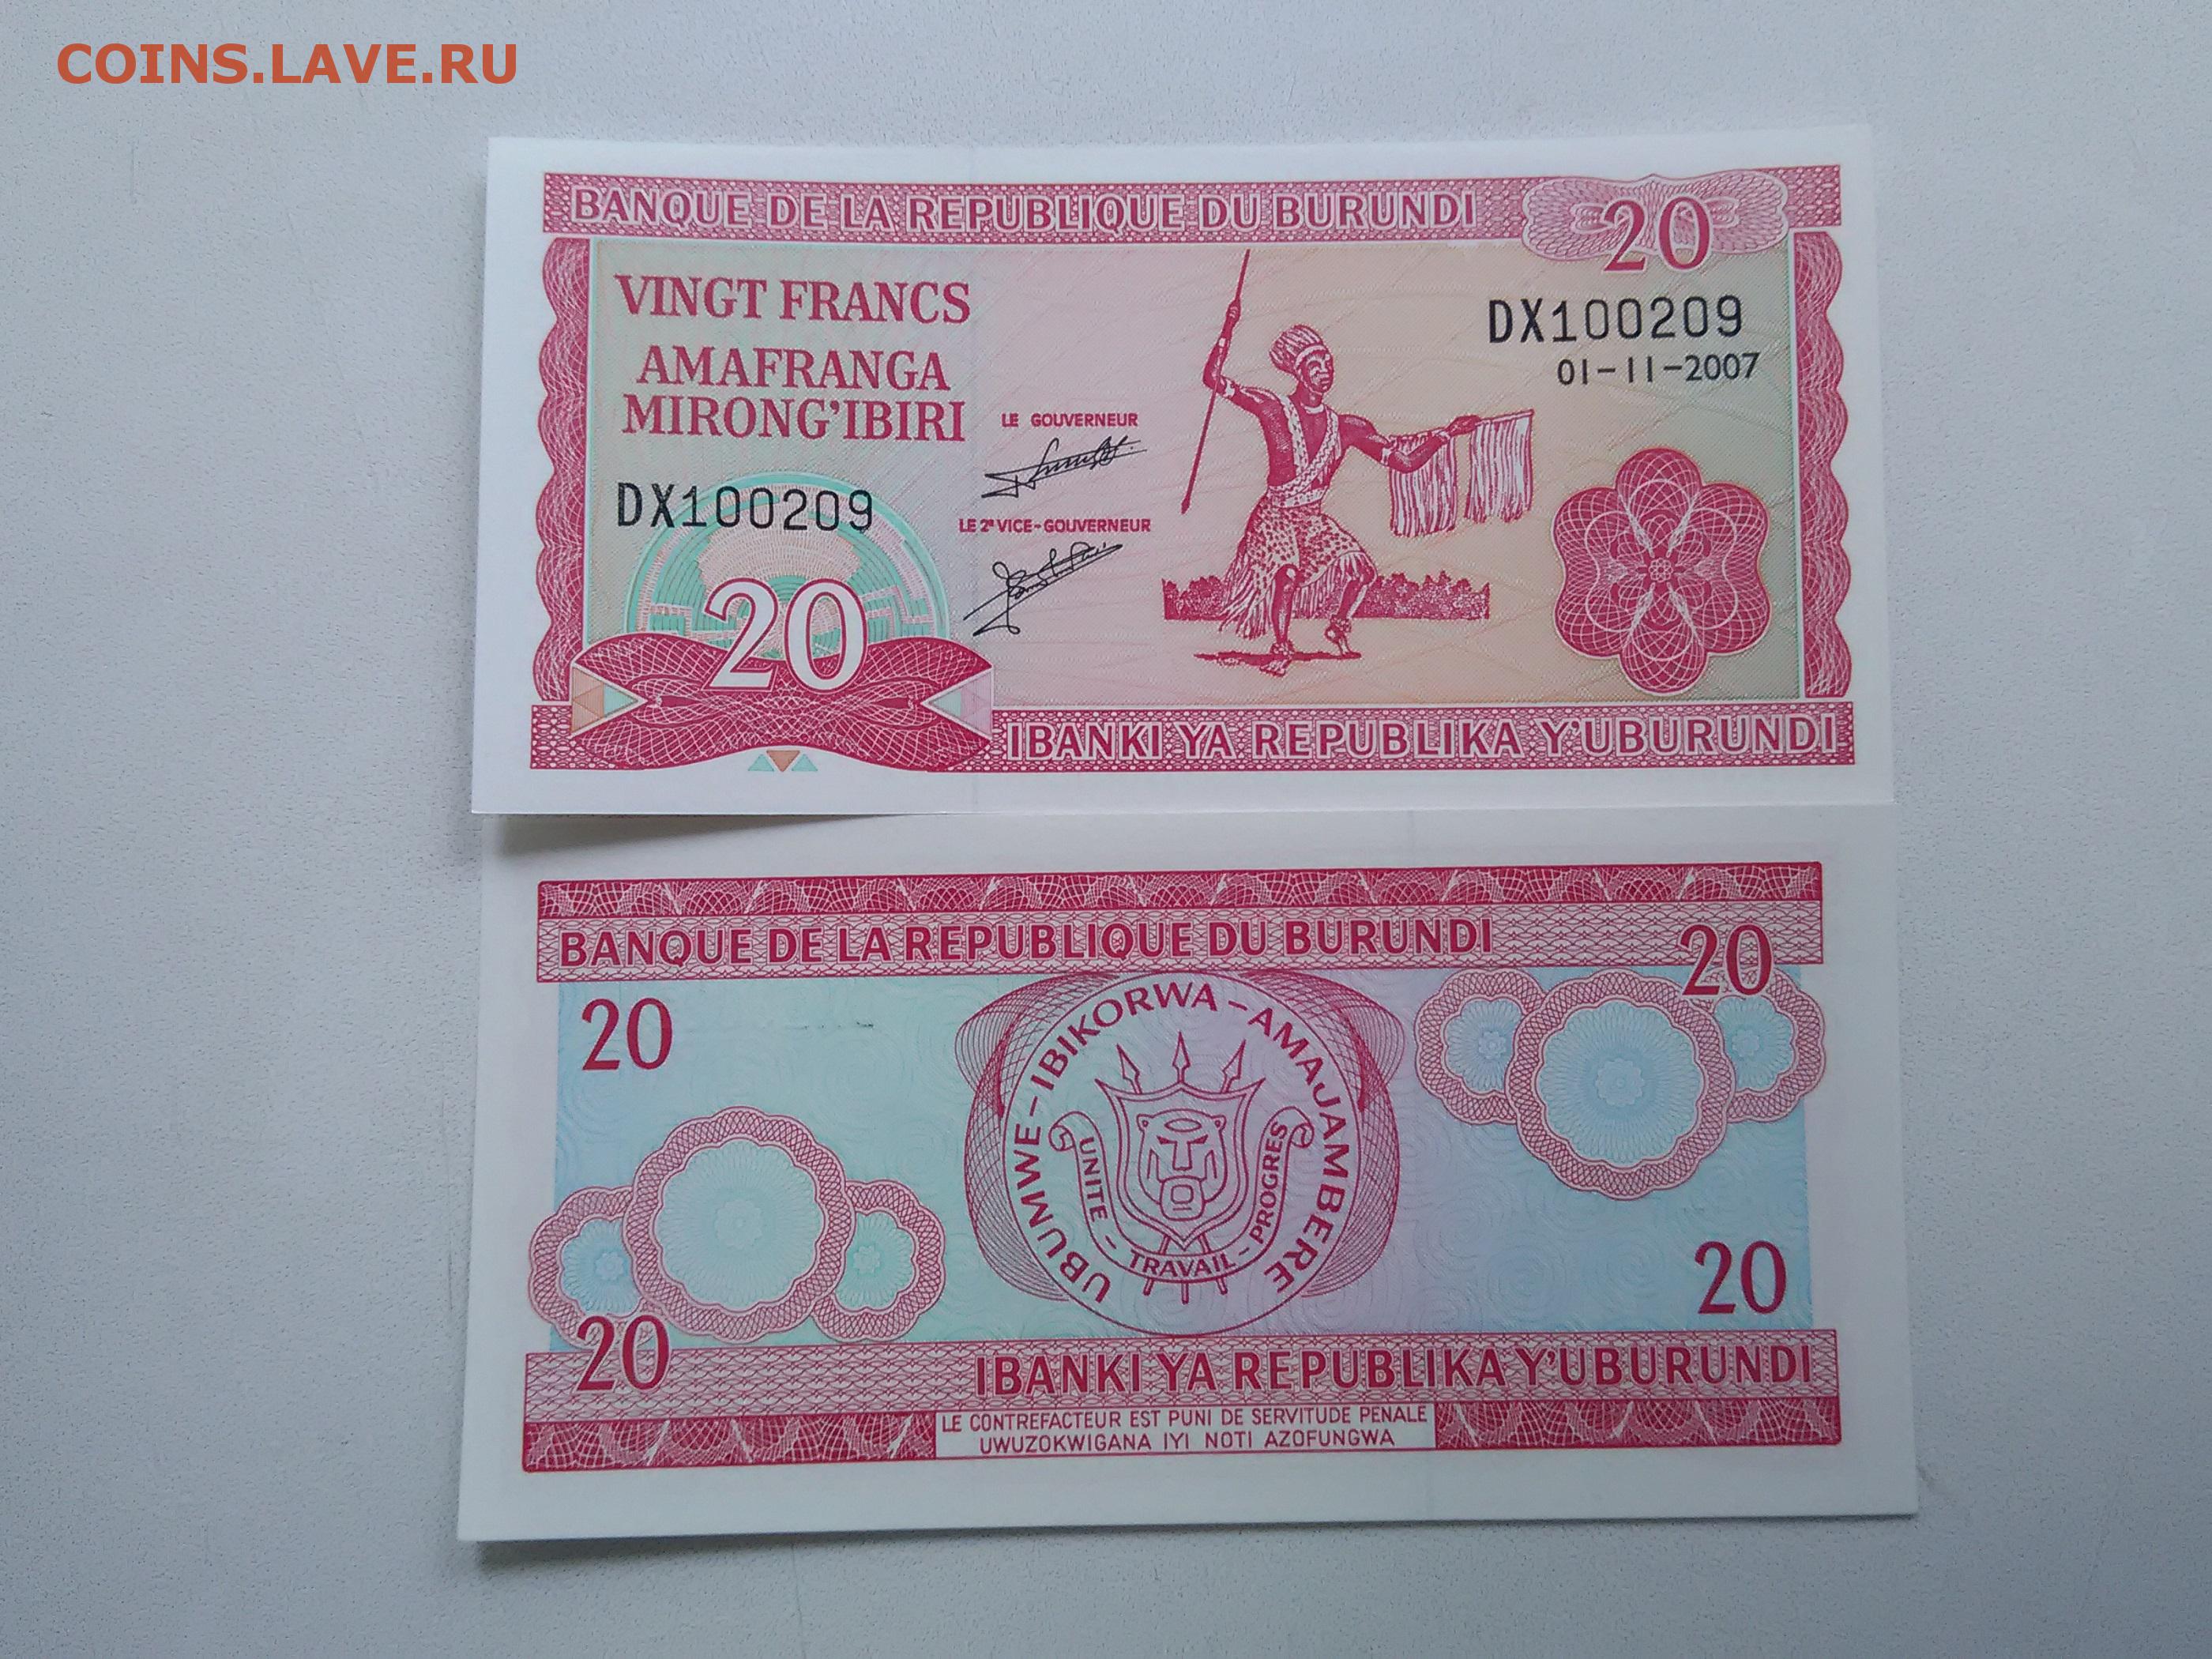 COINS.LAVE.RU
BANQUE DE LA REPUBLIQUE DU BURUNDI
20
VINGT FRANCS
AMAFRANGA
MIRONG'IBIRI
DX100209
01-11-2007
LE GOUVERNEUR
DX100209
LE 2e VICE-GOUVERNEUR
20
IBANKI YA REPUBLIKA Y'UBURUNDI
BANQUE DE LA REPUBLIQUE DU BURUNDI
20
20
UBUMWE-IBIKORWA-AMAJAMBERE
UNITE - TRAVAIL - PROGRES
20
20
IBANKI YA REPUBLIKA Y'UBURUNDI
LE CONTREFACTEUR EST PUNI DE SERVITUDE PENALE
UWUZOKWIGANA IYI NOTI AZOFUNGWA